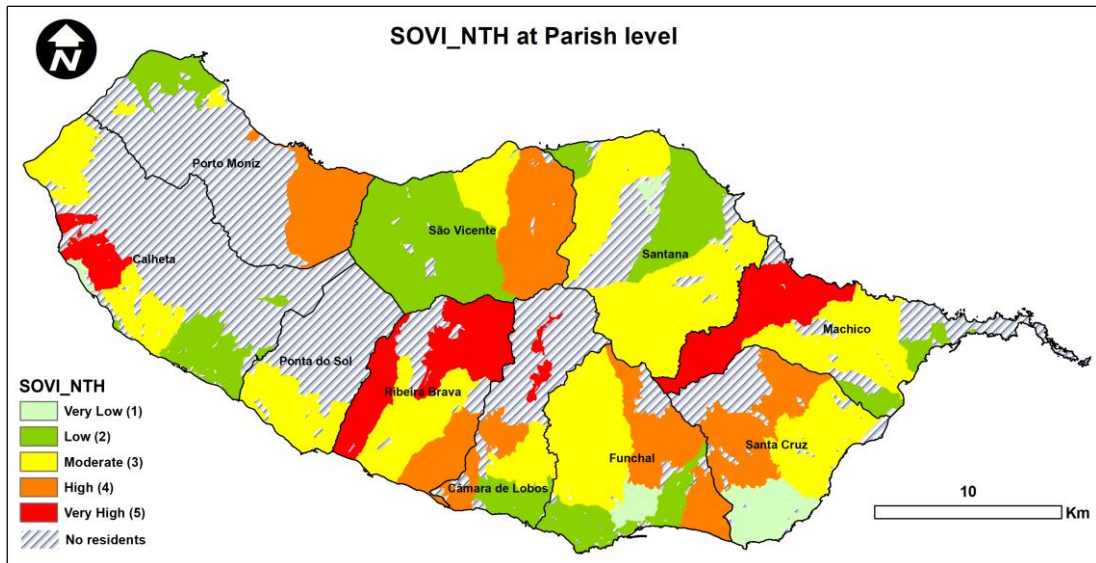 SOVI_NTH at Parish level
N
Porto Moniz
São Vicente
Santana
Calheta
Machico
Ponta do Sol
Ribeira Brava
Santa Cruz
Funchal
Câmara de Lobos
SOVI_NTH
Very Low (1)
Low (2)
Moderate (3)
High (4)
Very High (5)
No residents
10
Km